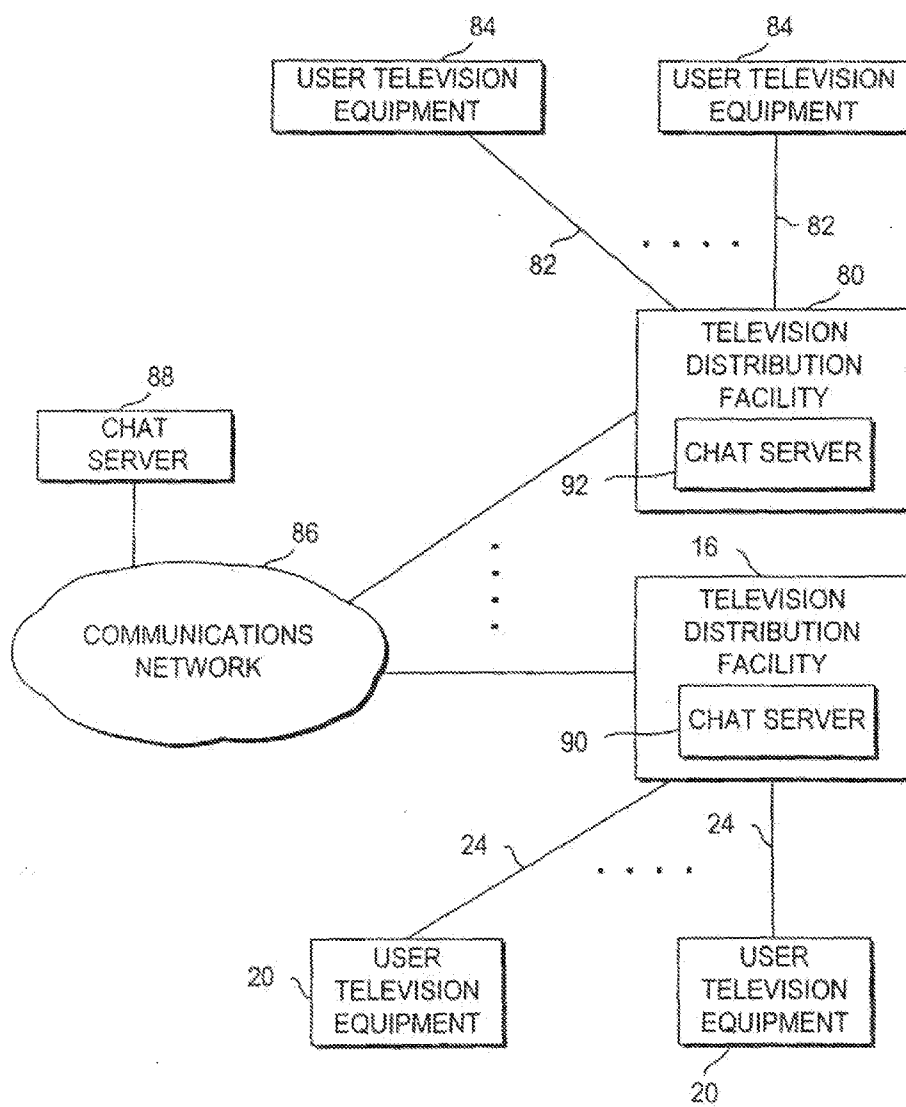 84
84
USER TELEVISION
EQUIPMENT
USER TELEVISION
EQUIPMENT
82
82
80
TELEVISION
DISTRIBUTION
FACILITY
CHAT SERVER
92
88
CHAT
SERVER
86
COMMUNICATIONS
NETWORK
16
TELEVISION
DISTRIBUTION
FACILITY
CHAT SERVER
90
24
24
20
USER
TELEVISION
EQUIPMENT
USER
TELEVISION
EQUIPMENT
20